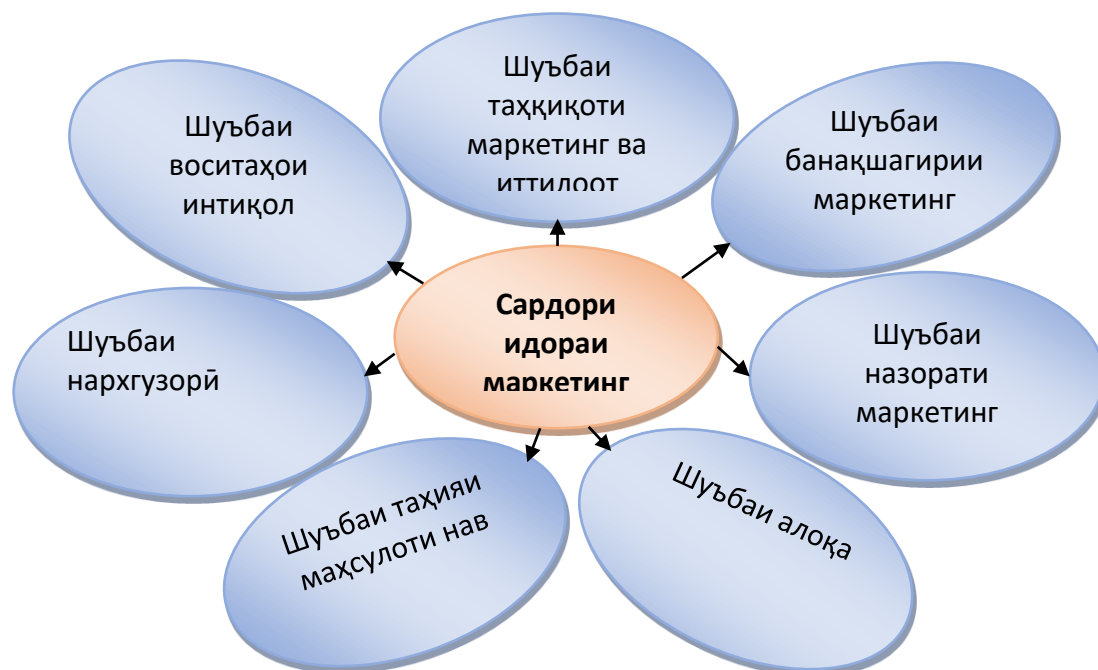 Шуъбаи
таҳқиқоти
маркетинг ва
иттилоот
Шуъбаи
воситаҳои
интиқол
Шуъбаи
банақшагирии
маркетинг
Сардори
идораи
маркетинг
Шуъбаи
нархгузорӣ
Шуъбаи
назорати
маркетинг
Шуъбаи таҳияи
маҳсулоти нав
Шуъбаи алоқа